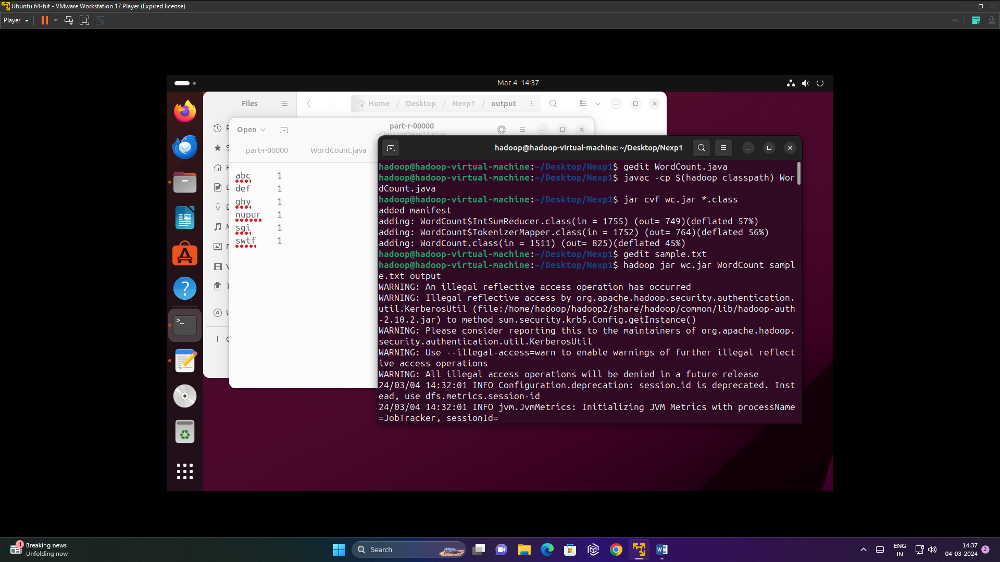 Ubuntu 64-bit - VMware Workstation 17 Player (Expired license)
Player
Mar 4 14:37
Files
Home / Desktop / Nexp1 / output
Open
part-r-00000
~/Desktop/Nexp1/output
part-r-00000
WordCount.java
abc 1
def 1
ghy 1
nupur 1
sgi 1
swtf 1
hadoop@hadoop-virtual-machine: ~/Desktop/Nexp1
hadoop@hadoop-virtual-machine:~/Desktop/Nexp1$ gedit WordCount.java
hadoop@hadoop-virtual-machine:~/Desktop/Nexp1$ javac -cp $(hadoop classpath) Wor
dCount.java
hadoop@hadoop-virtual-machine:~/Desktop/Nexp1$ jar cvf wc.jar *.class
added manifest
adding: WordCount$IntSumReducer.class(in = 1755) (out= 749)(deflated 57%)
adding: WordCount$TokenizerMapper.class(in = 1752) (out= 764)(deflated 56%)
adding: WordCount.class(in = 1511) (out= 825)(deflated 45%)
hadoop@hadoop-virtual-machine:~/Desktop/Nexp1$ gedit sample.txt
hadoop@hadoop-virtual-machine:~/Desktop/Nexp1$ hadoop jar wc.jar WordCount sampl
e.txt output
WARNING: An illegal reflective access operation has occurred
WARNING: Illegal reflective access by org.apache.hadoop.security.authentication.
util.KerberosUtil (file:/home/hadoop/hadoop2/share/hadoop/common/lib/hadoop-auth
-2.10.2.jar) to method sun.security.krb5.Config.getInstance()
WARNING: Please consider reporting this to the maintainers of org.apache.hadoop.
security.authentication.util.KerberosUtil
WARNING: Use --illegal-access=warn to enable warnings of further illegal reflect
ive access operations
WARNING: All illegal access operations will be denied in a future release
24/03/04 14:32:01 INFO Configuration.deprecation: session.id is deprecated. Inst
ead, use dfs.metrics.session-id
24/03/04 14:32:01 INFO jvm.JvmMetrics: Initializing JVM Metrics with processName
=JobTracker, sessionId=
1
Breaking news
Unfolding now
Search
ENG
IN
14:37
04-03-2024
2